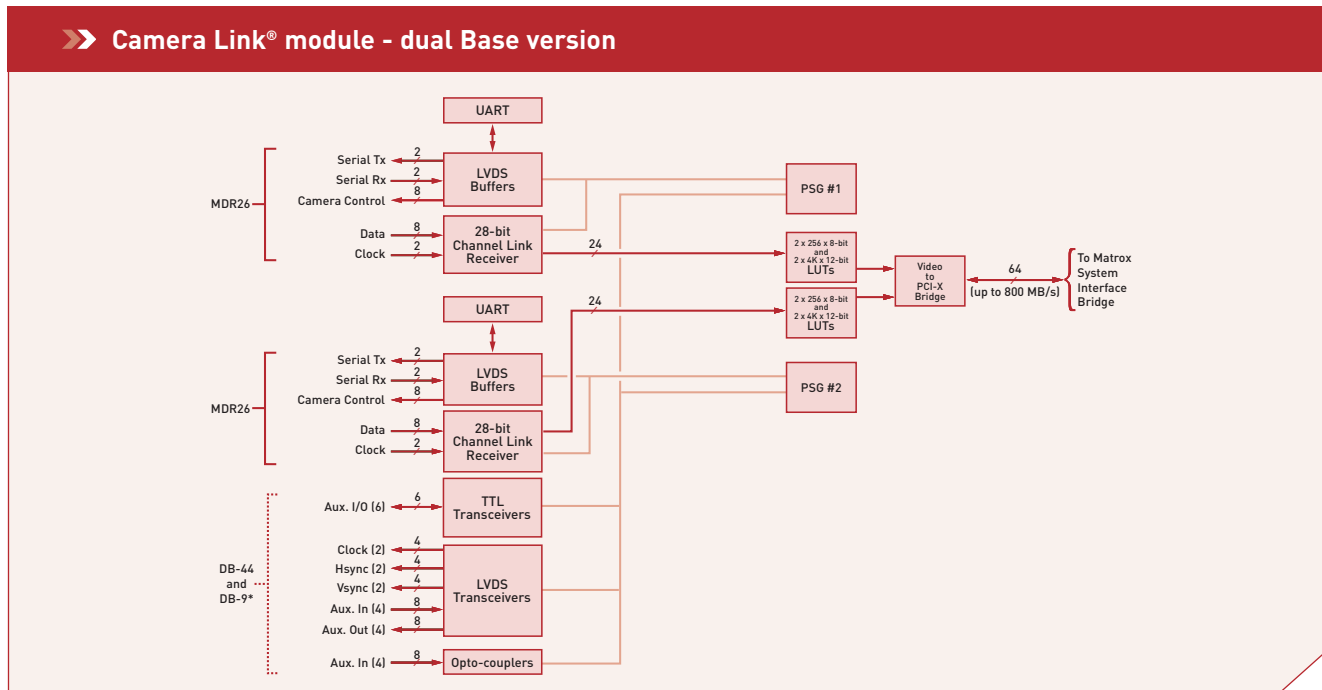 Camera Link® module - dual Base version
UART
Serial Tx
2
Serial Rx
2
Camera Control
8
LVDS
Buffers
MDR26
Data
8
Clock
2
28-bit
Channel Link
Receiver
24
PSG #1
2 x 256 x 8-bit
and
2 x 4K x 12-bit
LUTs
Video
to
PCI-X
Bridge
64
(up to 800 MB/s)
To Matrox
System
Interface
Bridge
24
2 x 256 x 8-bit
and
2 x 4K x 12-bit
LUTs
UART
Serial Tx
2
Serial Rx
2
Camera Control
8
LVDS
Buffers
PSG #2
MDR26
Data
8
Clock
2
28-bit
Channel Link
Receiver
Aux. I/O (6)
6
TTL
Transceivers
DB-44
and
DB-9*
Clock (2)
4
Hsync (2)
4
Vsync (2)
4
Aux. In (4)
8
Aux. Out (4)
8
LVDS
Transceivers
Aux. In (4)
8
Opto-couplers